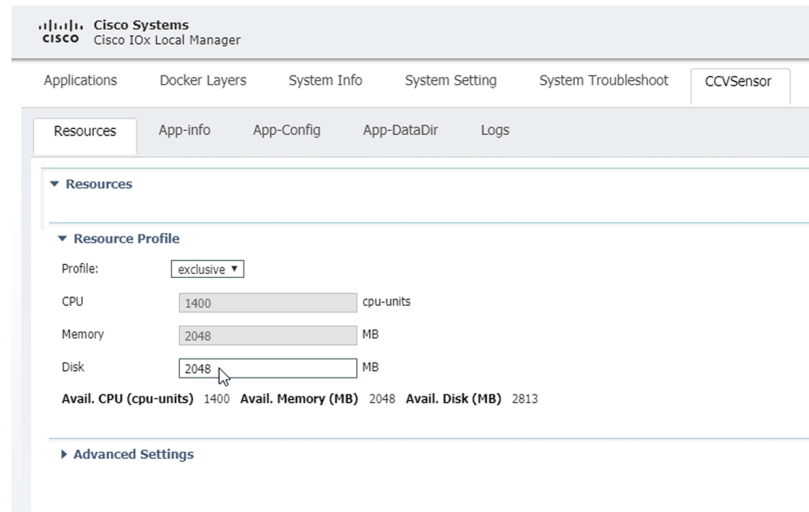 Cisco Systems
CISCO Cisco IOx Local Manager
Applications Docker Layers System Info System Setting System Troubleshoot CCVSensor
Resources App-info App-Config App-DataDir Logs
Resources
Resource Profile
Profile: exclusive
CPU 1400 cpu-units
Memory 2048 MB
Disk 2048 MB
Avail. CPU (cpu-units) 1400 Avail. Memory (MB) 2048 Avail. Disk (MB) 2813
Advanced Settings